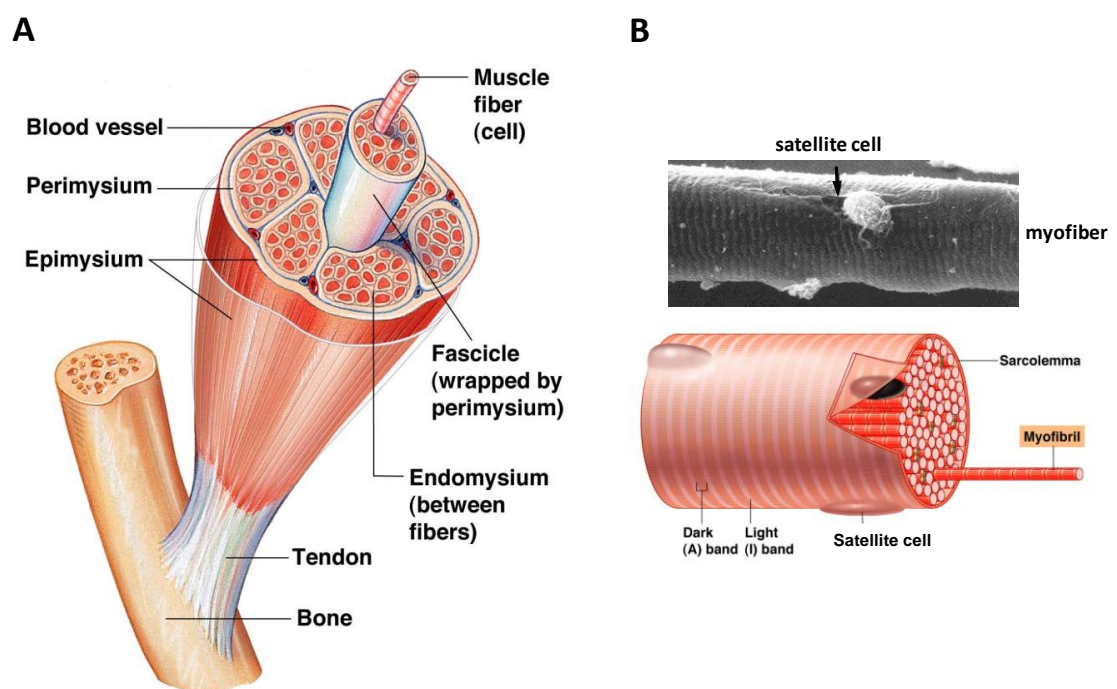 A
Muscle
fiber
(cell)
Blood vessel
Perimysium
Epimysium
Fascicle
(wrapped by
perimysium)
Endomysium
(between
fibers)
Tendon
Bone
B
satellite cell
myofiber
Sarcolemma
Myofibril
Dark
(A) band
Light
(I) band
Satellite cell